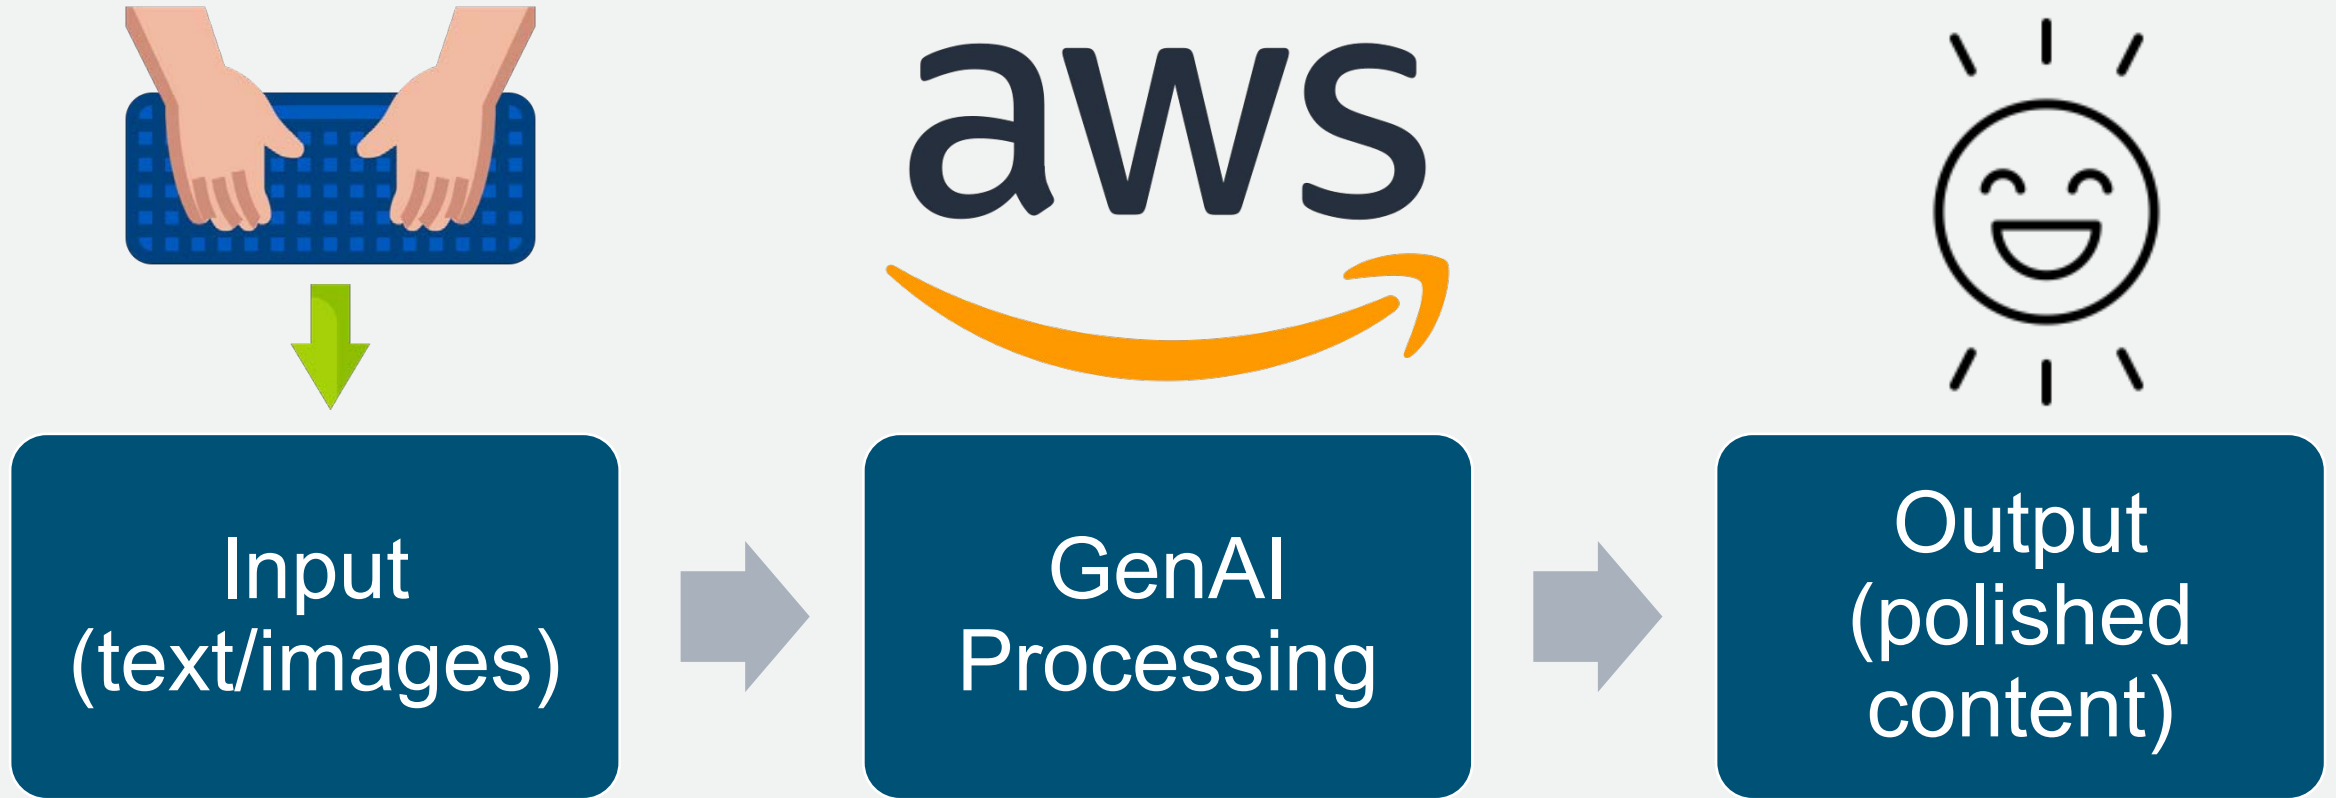 aws
Input
(text/images)
GenAI
Processing
Output
(polished
content)